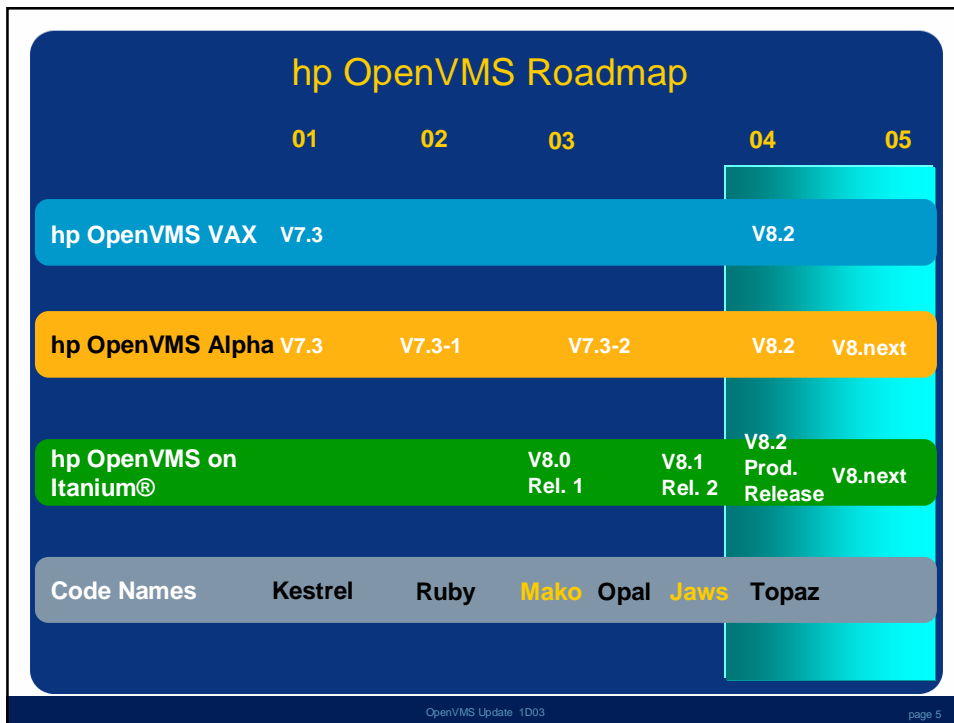 hp OpenVMS Roadmap
01 02 03 04 05
hp OpenVMS VAX V7.3 V8.2
hp OpenVMS Alpha V7.3 V7.3-1 V7.3-2 V8.2 V8.next
hp OpenVMS on
Itanium®
V8.0
Rel. 1
V8.1
Rel. 2
V8.2
Prod.
Release
V8.next
Code Names Kestrel Ruby Mako Opal Jaws Topaz
OpenVMS Update 1D03 page 5